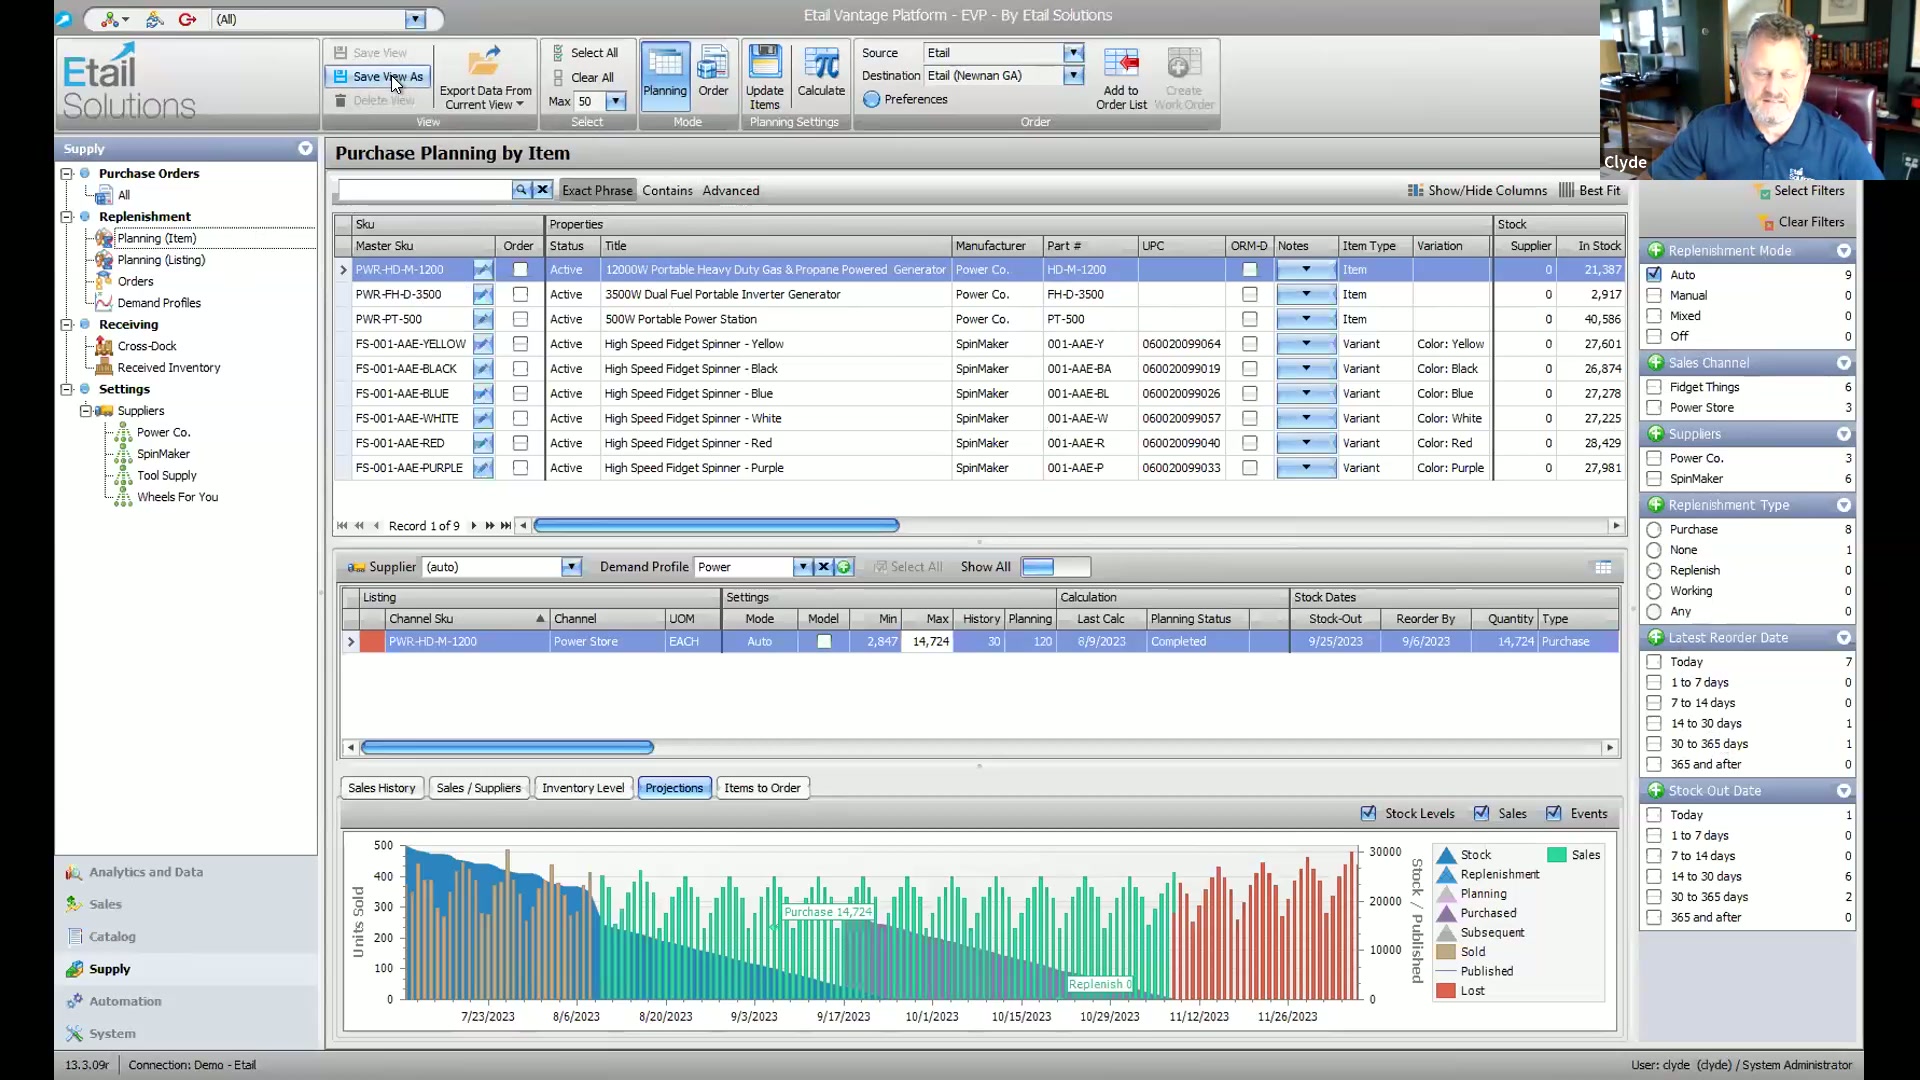 (All)
Etail Vantage Platform - EVP - By Etail Solutions
Etail
Solutions
Save View
Save View As
Delete View
Export Data From
Current View
View
Select All
Clear All
Max 50
Select
Planning
Order
Mode
Update
Items
Calculate
Planning Settings
Source Etail
Destination Etail (Newnan GA)
Preferences
Add to
Order List
Create
Work Order
Order
Clyde
Supply
Purchase Orders
All
Replenishment
Planning (Item)
Planning (Listing)
Orders
Demand Profiles
Receiving
Cross-Dock
Received Inventory
Settings
Suppliers
Power Co.
SpinMaker
Tool Supply
Wheels For You
Analytics and Data
Sales
Catalog
Supply
Automation
System
Purchase Planning by Item
Exact Phrase Contains Advanced
Show/Hide Columns Best Fit
Sku Properties Stock
Master Sku Order Status Title Manufacturer Part # UPC ORM-D Notes Item Type Variation Supplier In Stock
PWR-HD-M-1200 Active 12000W Portable Heavy Duty Gas & Propane Powered Generator Power Co. HD-M-1200 Item 0 21,387
PWR-FH-D-3500 Active 3500W Dual Fuel Portable Inverter Generator Power Co. FH-D-3500 Item 0 2,917
PWR-PT-500 Active 500W Portable Power Station Power Co. PT-500 Item 0 40,586
FS-001-AAE-YELLOW Active High Speed Fidget Spinner - Yellow SpinMaker 001-AAE-Y 060020099064 Variant Color: Yellow 0 27,601
FS-001-AAE-BLACK Active High Speed Fidget Spinner - Black SpinMaker 001-AAE-BA 060020099019 Variant Color: Black 0 26,874
FS-001-AAE-BLUE Active High Speed Fidget Spinner - Blue SpinMaker 001-AAE-BL 060020099026 Variant Color: Blue 0 27,278
FS-001-AAE-WHITE Active High Speed Fidget Spinner - White SpinMaker 001-AAE-W 060020099057 Variant Color: White 0 27,225
FS-001-AAE-RED Active High Speed Fidget Spinner - Red SpinMaker 001-AAE-R 060020099040 Variant Color: Red 0 28,429
FS-001-AAE-PURPLE Active High Speed Fidget Spinner - Purple SpinMaker 001-AAE-P 060020099033 Variant Color: Purple 0 27,981
Record 1 of 9
Supplier (auto) Demand Profile Power Select All Show All
Listing Settings Calculation Stock Dates
Channel Sku Channel UOM Mode Model Min Max History Planning Last Calc Planning Status Stock-Out Reorder By Quantity Type
PWR-HD-M-1200 Power Store EACH Auto 2,847 14,724 30 120 8/9/2023 Completed 9/25/2023 9/6/2023 14,724 Purchase
Sales History Sales / Suppliers Inventory Level Projections Items to Order
Stock Levels Sales Events
Units Sold
500
400
300
200
100
0
Purchase 14,724
Replenish 0
7/23/2023 8/6/2023 8/20/2023 9/3/2023 9/17/2023 10/1/2023 10/15/2023 10/29/2023 11/12/2023 11/26/2023
30000
20000
10000
0
Stock / Published
Stock Sales
Replenishment
Planning
Purchased
Subsequent
Sold
Published
Lost
Select Filters
Clear Filters
Replenishment Mode
Auto 9
Manual 0
Mixed 0
Off 0
Sales Channel
Fidget Things 6
Power Store 3
Suppliers
Power Co. 3
SpinMaker 6
Replenishment Type
Purchase 8
None 1
Replenish 0
Working 0
Any 0
Latest Reorder Date
Today 7
1 to 7 days 0
7 to 14 days 0
14 to 30 days 1
30 to 365 days 1
365 and after 0
Stock Out Date
Today 1
1 to 7 days 0
7 to 14 days 0
14 to 30 days 6
30 to 365 days 2
365 and after 0
13.3.09r Connection: Demo - Etail
User: clyde (clyde) / System Administrator